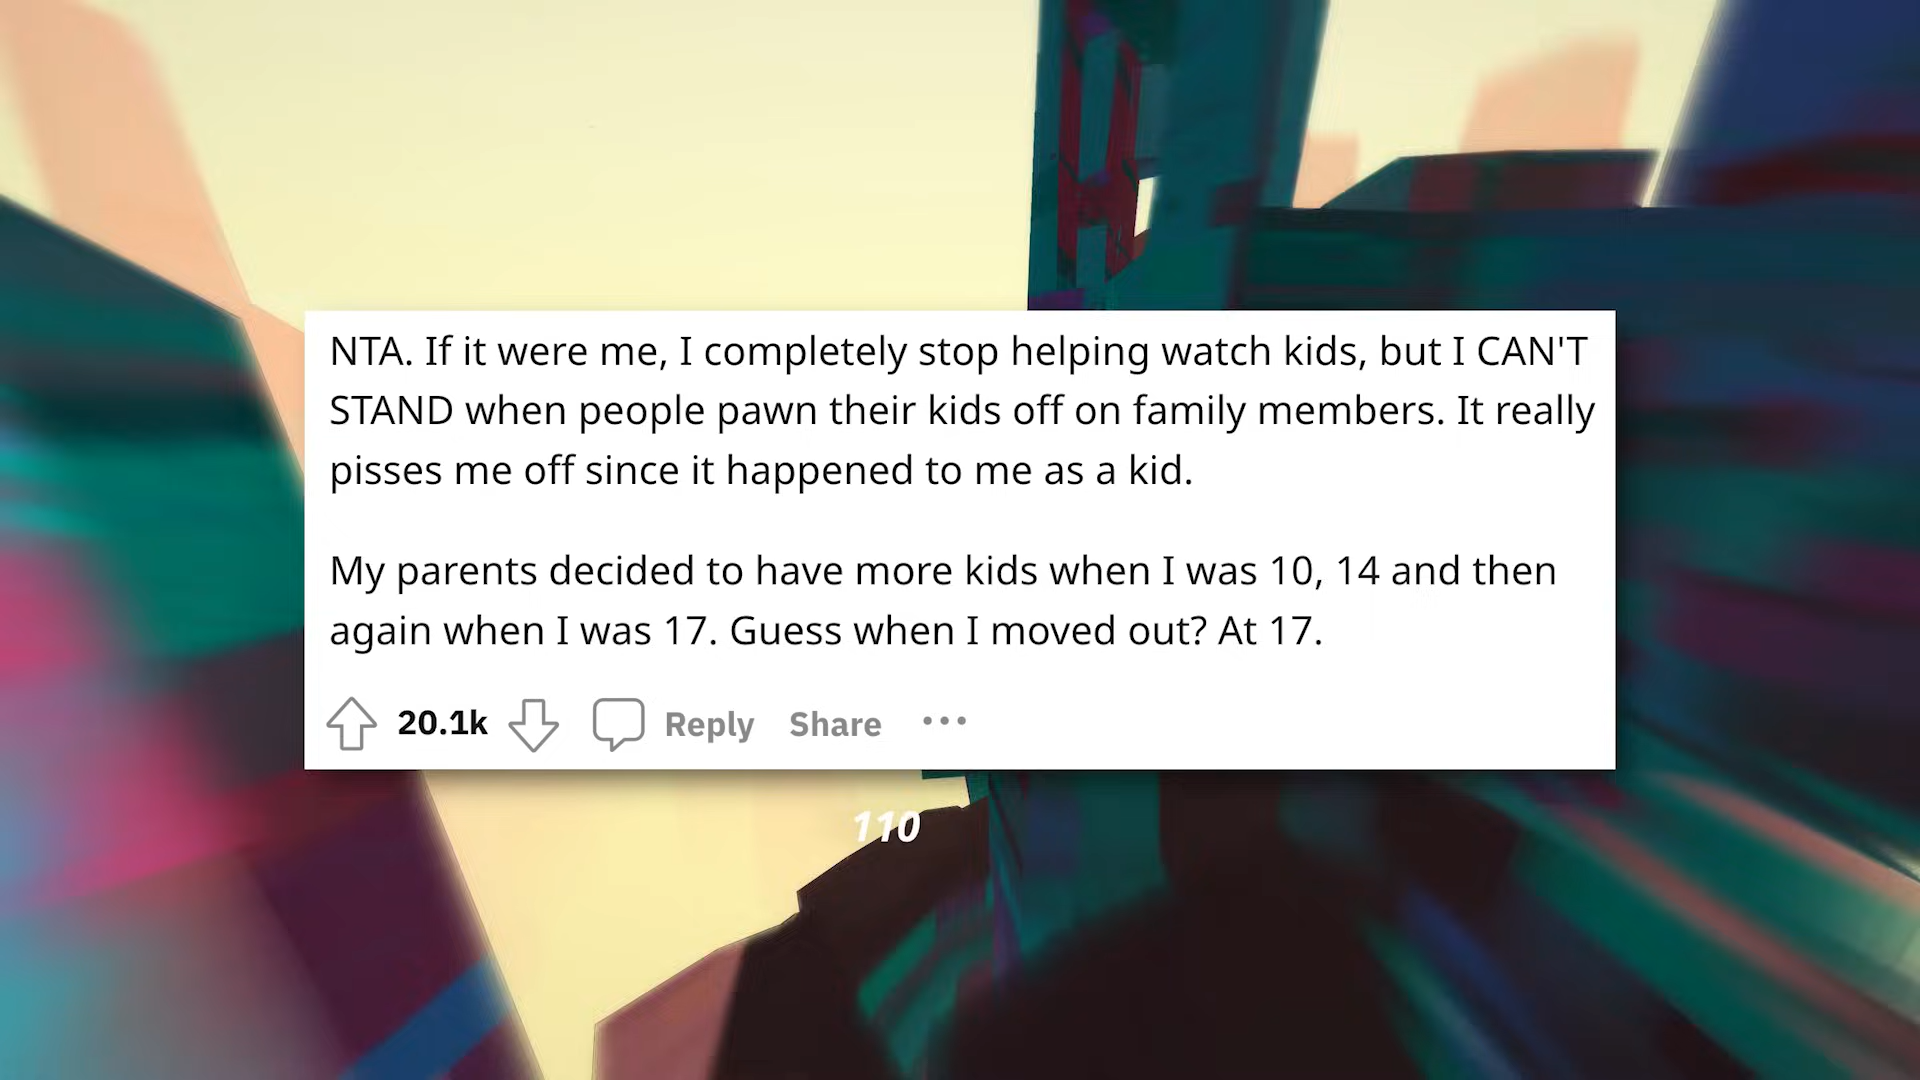 NTA. If it were me, I completely stop helping watch kids, but I CAN'T
STAND when people pawn their kids off on family members. It really
pisses me off since it happened to me as a kid.
My parents decided to have more kids when I was 10, 14 and then
again when I was 17. Guess when I moved out? At 17.
20.1k Reply Share
110